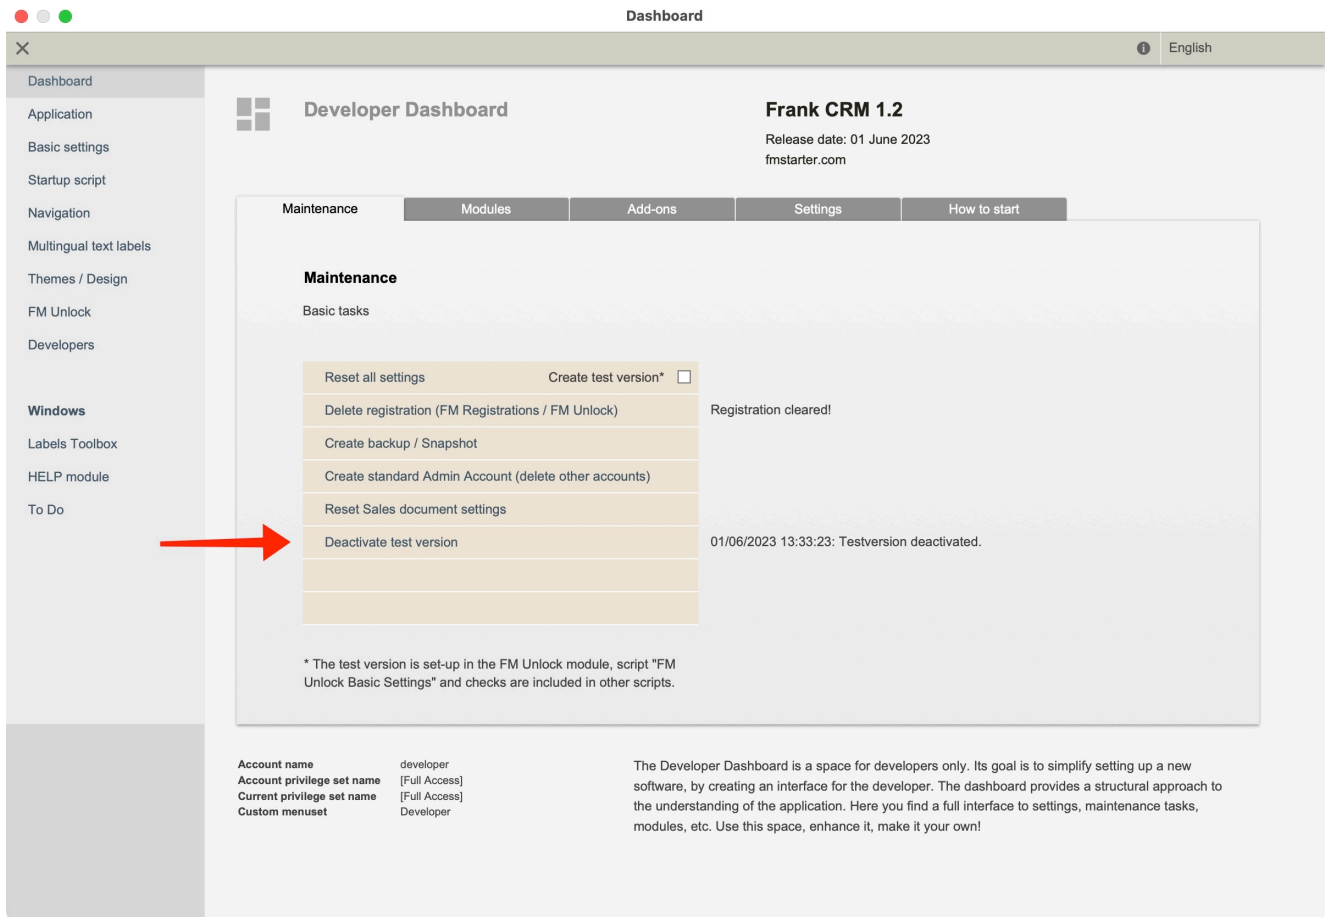 Dashboard
English
Dashboard
Application
Basic settings
Startup script
Navigation
Multingual text labels
Themes / Design
FM Unlock
Developers
Windows
Labels Toolbox
HELP module
To Do
Developer Dashboard
Frank CRM 1.2
Release date: 01 June 2023
fmstarter.com
Maintenance
Modules
Add-ons
Settings
How to start
Maintenance
Basic tasks
Reset all settings Create test version*
Delete registration (FM Registrations / FM Unlock) Registration cleared!
Create backup / Snapshot
Create standard Admin Account (delete other accounts)
Reset Sales document settings
Deactivate test version 01/06/2023 13:33:23: Testversion deactivated.
* The test version is set-up in the FM Unlock module, script "FM
Unlock Basic Settings" and checks are included in other scripts.
Account name developer
Account privilege set name [Full Access]
Current privilege set name [Full Access]
Custom menuset Developer
The Developer Dashboard is a space for developers only. Its goal is to simplify setting up a new
software, by creating an interface for the developer. The dashboard provides a structural approach to
the understanding of the application. Here you find a full interface to settings, maintenance tasks,
modules, etc. Use this space, enhance it, make it your own!